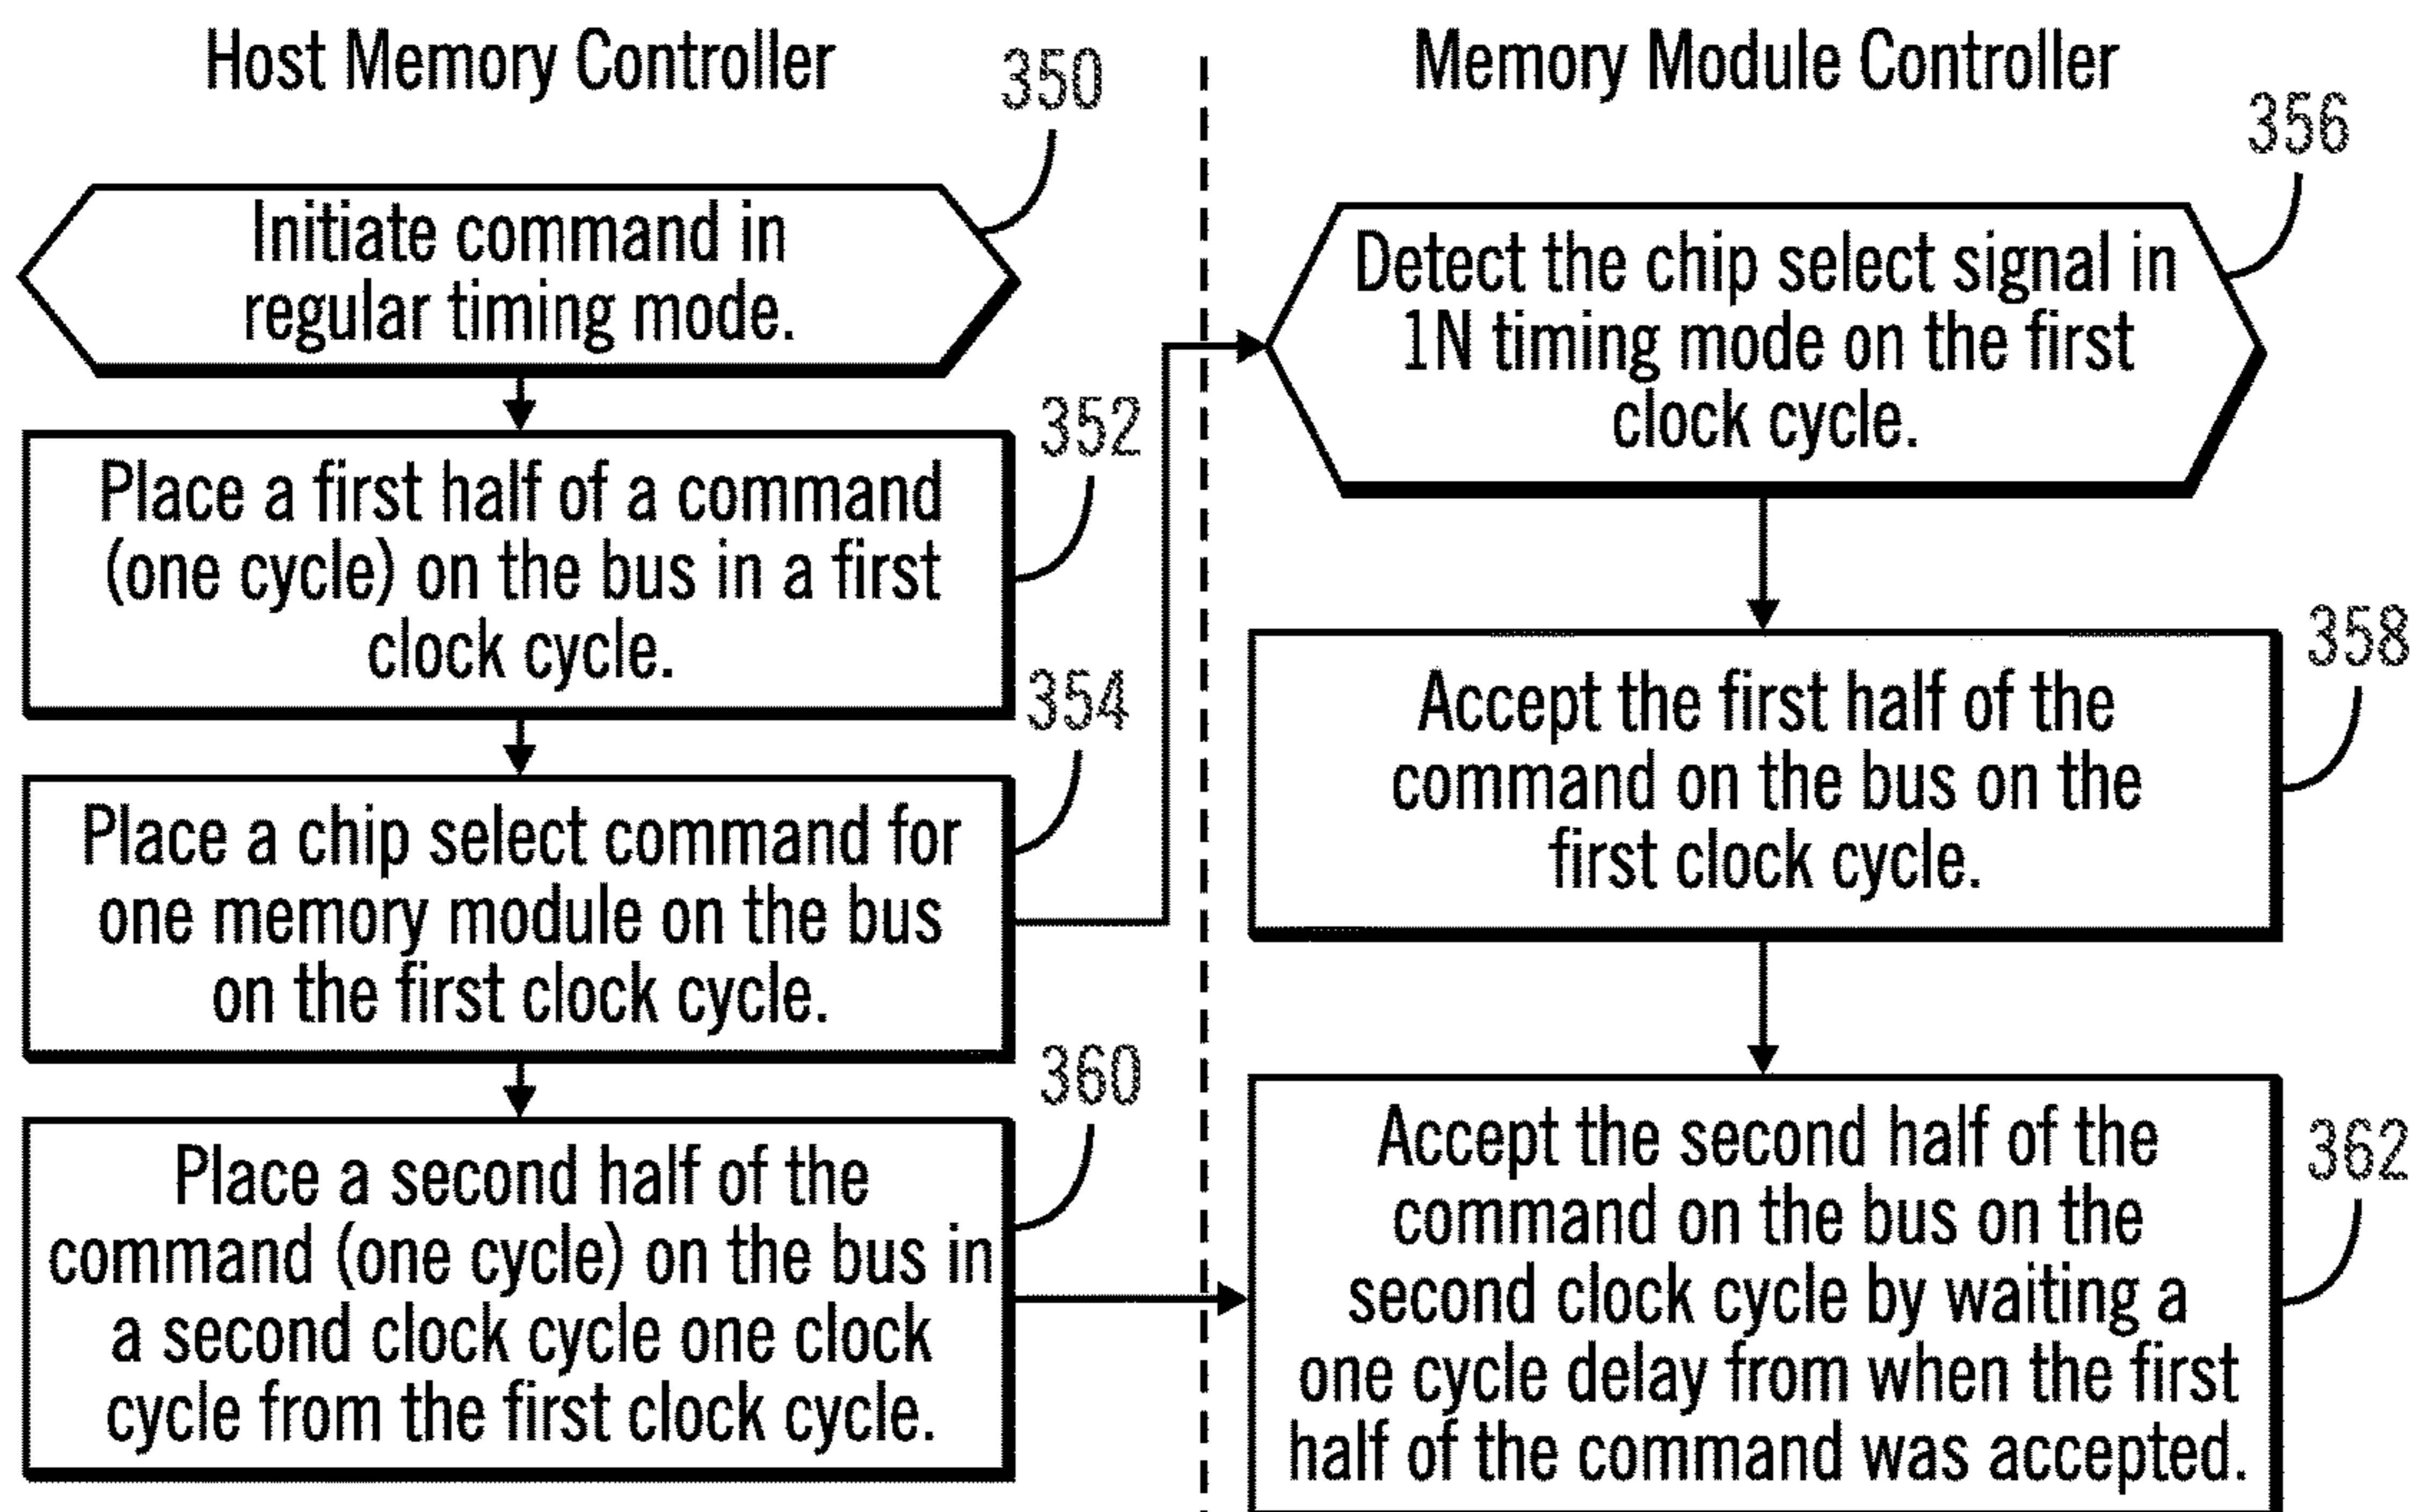 Host Memory Controller
350
Initiate command in
regular timing mode.
352
Place a first half of a command
(one cycle) on the bus in a first
clock cycle.
354
Place a chip select command for
one memory module on the bus
on the first clock cycle.
360
Place a second half of the
command (one cycle) on the bus in
a second clock cycle one clock
cycle from the first clock cycle.
Memory Module Controller
356
Detect the chip select signal in
1N timing mode on the first
clock cycle.
358
Accept the first half of the
command on the bus on the
first clock cycle.
362
Accept the second half of the
command on the bus on the
second clock cycle by waiting a
one cycle delay from when the first
half of the command was accepted.